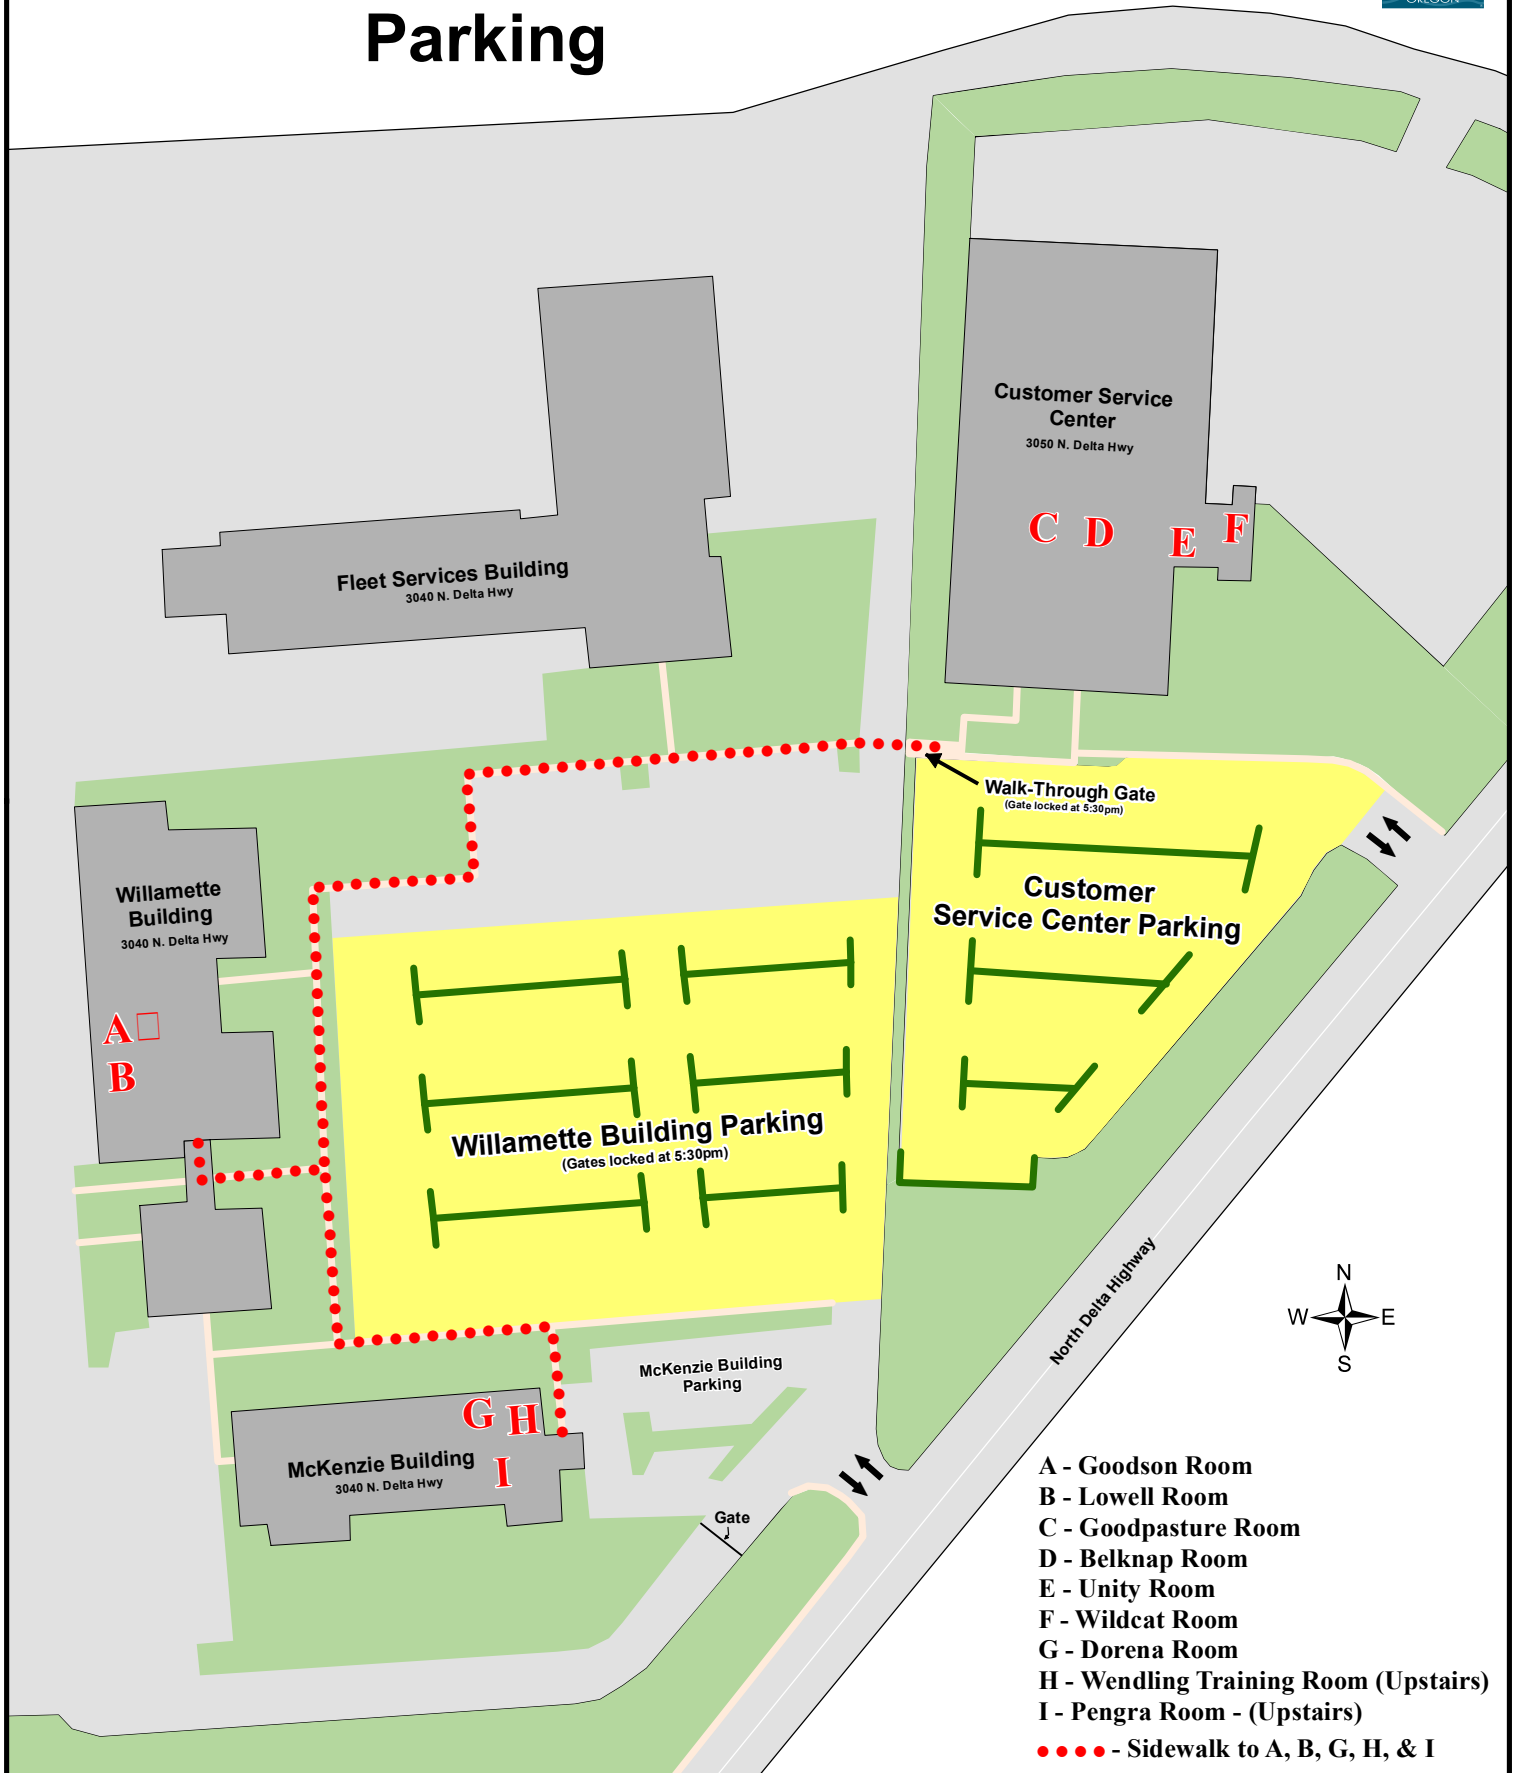 OREGON
Parking
Customer Service
Center
3050 N. Delta Hwy
C D E F
Fleet Services Building
3040 N. Delta Hwy
Walk-Through Gate
(Gate locked at 5:30pm)
Customer
Service Center Parking
Willamette
Building
3040 N. Delta Hwy
A
B
Willamette Building Parking
(Gates locked at 5:30pm)
North Delta Highway
N
W E
S
McKenzie Building
Parking
G H
McKenzie Building
3040 N. Delta Hwy
I
Gate
A - Goodson Room
B - Lowell Room
C - Goodpasture Room
D - Belknap Room
E - Unity Room
F - Wildcat Room
G - Dorena Room
H - Wendling Training Room (Upstairs)
I - Pengra Room - (Upstairs)
- Sidewalk to A, B, G, H, & I